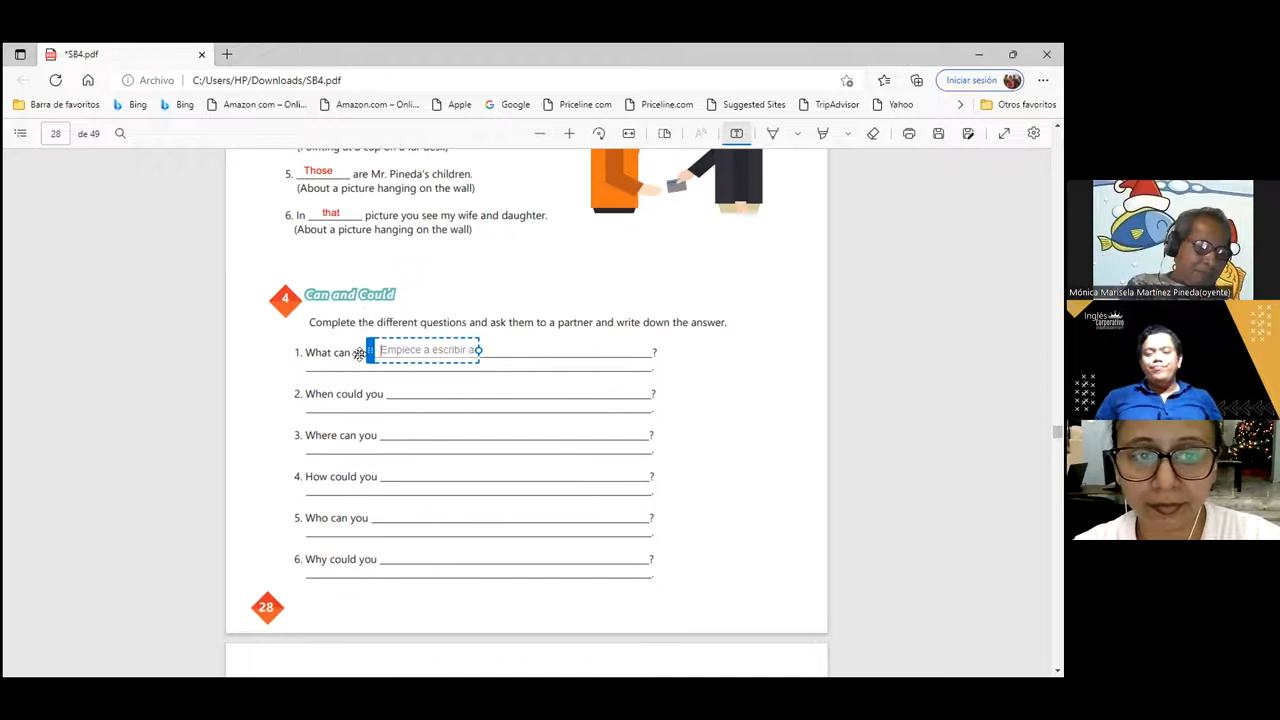 *SB4.pdf
Archivo
C:/Users/HP/Downloads/SB4.pdf
Iniciar sesión
Barra de favoritos
Bing
Bing
Amazon com – Onli...
Amazon.com – Onli...
Apple
Google
Priceline com
Priceline.com
Suggested Sites
TripAdvisor
Yahoo
Otros favoritos
28
de 49
5. Those are Mr. Pineda's children.
(About a picture hanging on the wall)
6. In that picture you see my wife and daughter.
(About a picture hanging on the wall)
4
Can and Could
Complete the different questions and ask them to a partner and write down the answer.
1. What can Empiece a escribir a ?
2. When could you ?
3. Where can you ?
4. How could you ?
5. Who can you ?
6. Why could you ?
28
Mónica Marisela Martínez Pineda(oyente)
Inglés
corporativo